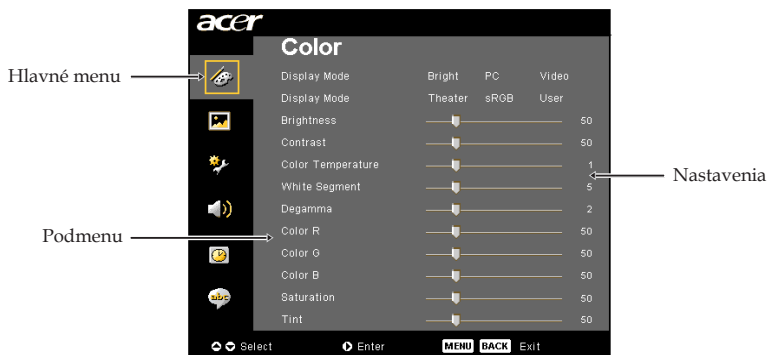 acer
Color
Hlavné menu
Display Mode Bright PC Video
Display Mode Theater sRGB User
Brightness 50
Contrast 50
Color Temperature 1
Nastavenia
White Segment 5
Degamma 2
Podmenu
Color R 50
Color G 50
Color B 50
abc
Saturation 50
Tint 50
Select Enter MENU BACK Exit